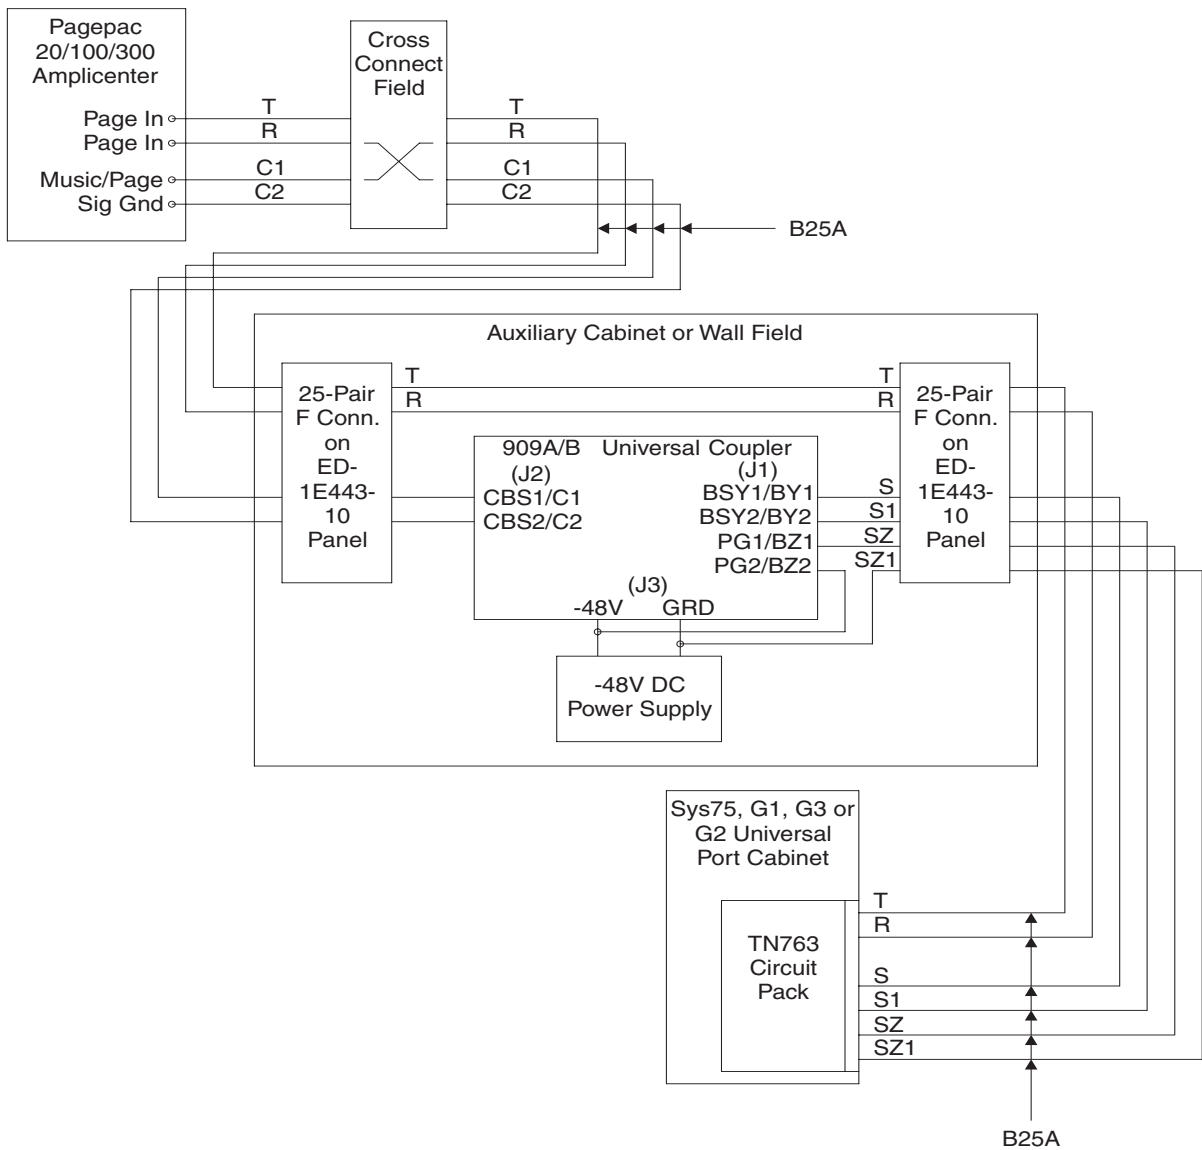 Pagepac
20/100/300
Amplicenter
Page In
Page In
Music/Page
Sig Gnd
T
R
C1
C2
Cross
Connect
Field
T
R
C1
C2
B25A
Auxiliary Cabinet or Wall Field
25-Pair
F Conn.
on
ED-
1E443-
10
Panel
T
R
T
R
909A/B Universal Coupler
(J2)
(J1)
CBS1/C1
CBS2/C2
BSY1/BY1
BSY2/BY2
PG1/BZ1
PG2/BZ2
(J3)
-48V GRD
S
S1
SZ
SZ1
25-Pair
F Conn.
on
ED-
1E443-
10
Panel
-48V DC
Power Supply
Sys75, G1, G3 or
G2 Universal
Port Cabinet
TN763
Circuit
Pack
T
R
S
S1
SZ
SZ1
B25A